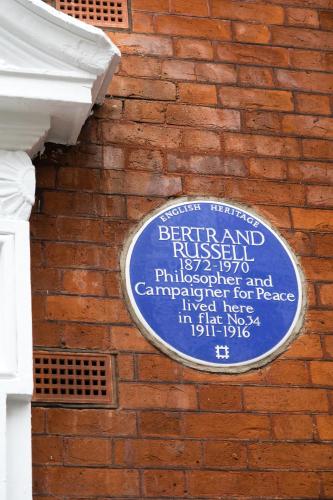 ENGLISH HERITAGE
BERTRAND
RUSSELL
1872-1970
Philosopher and
Campaigner for Peace
lived here
in flat No.34
1911-1916